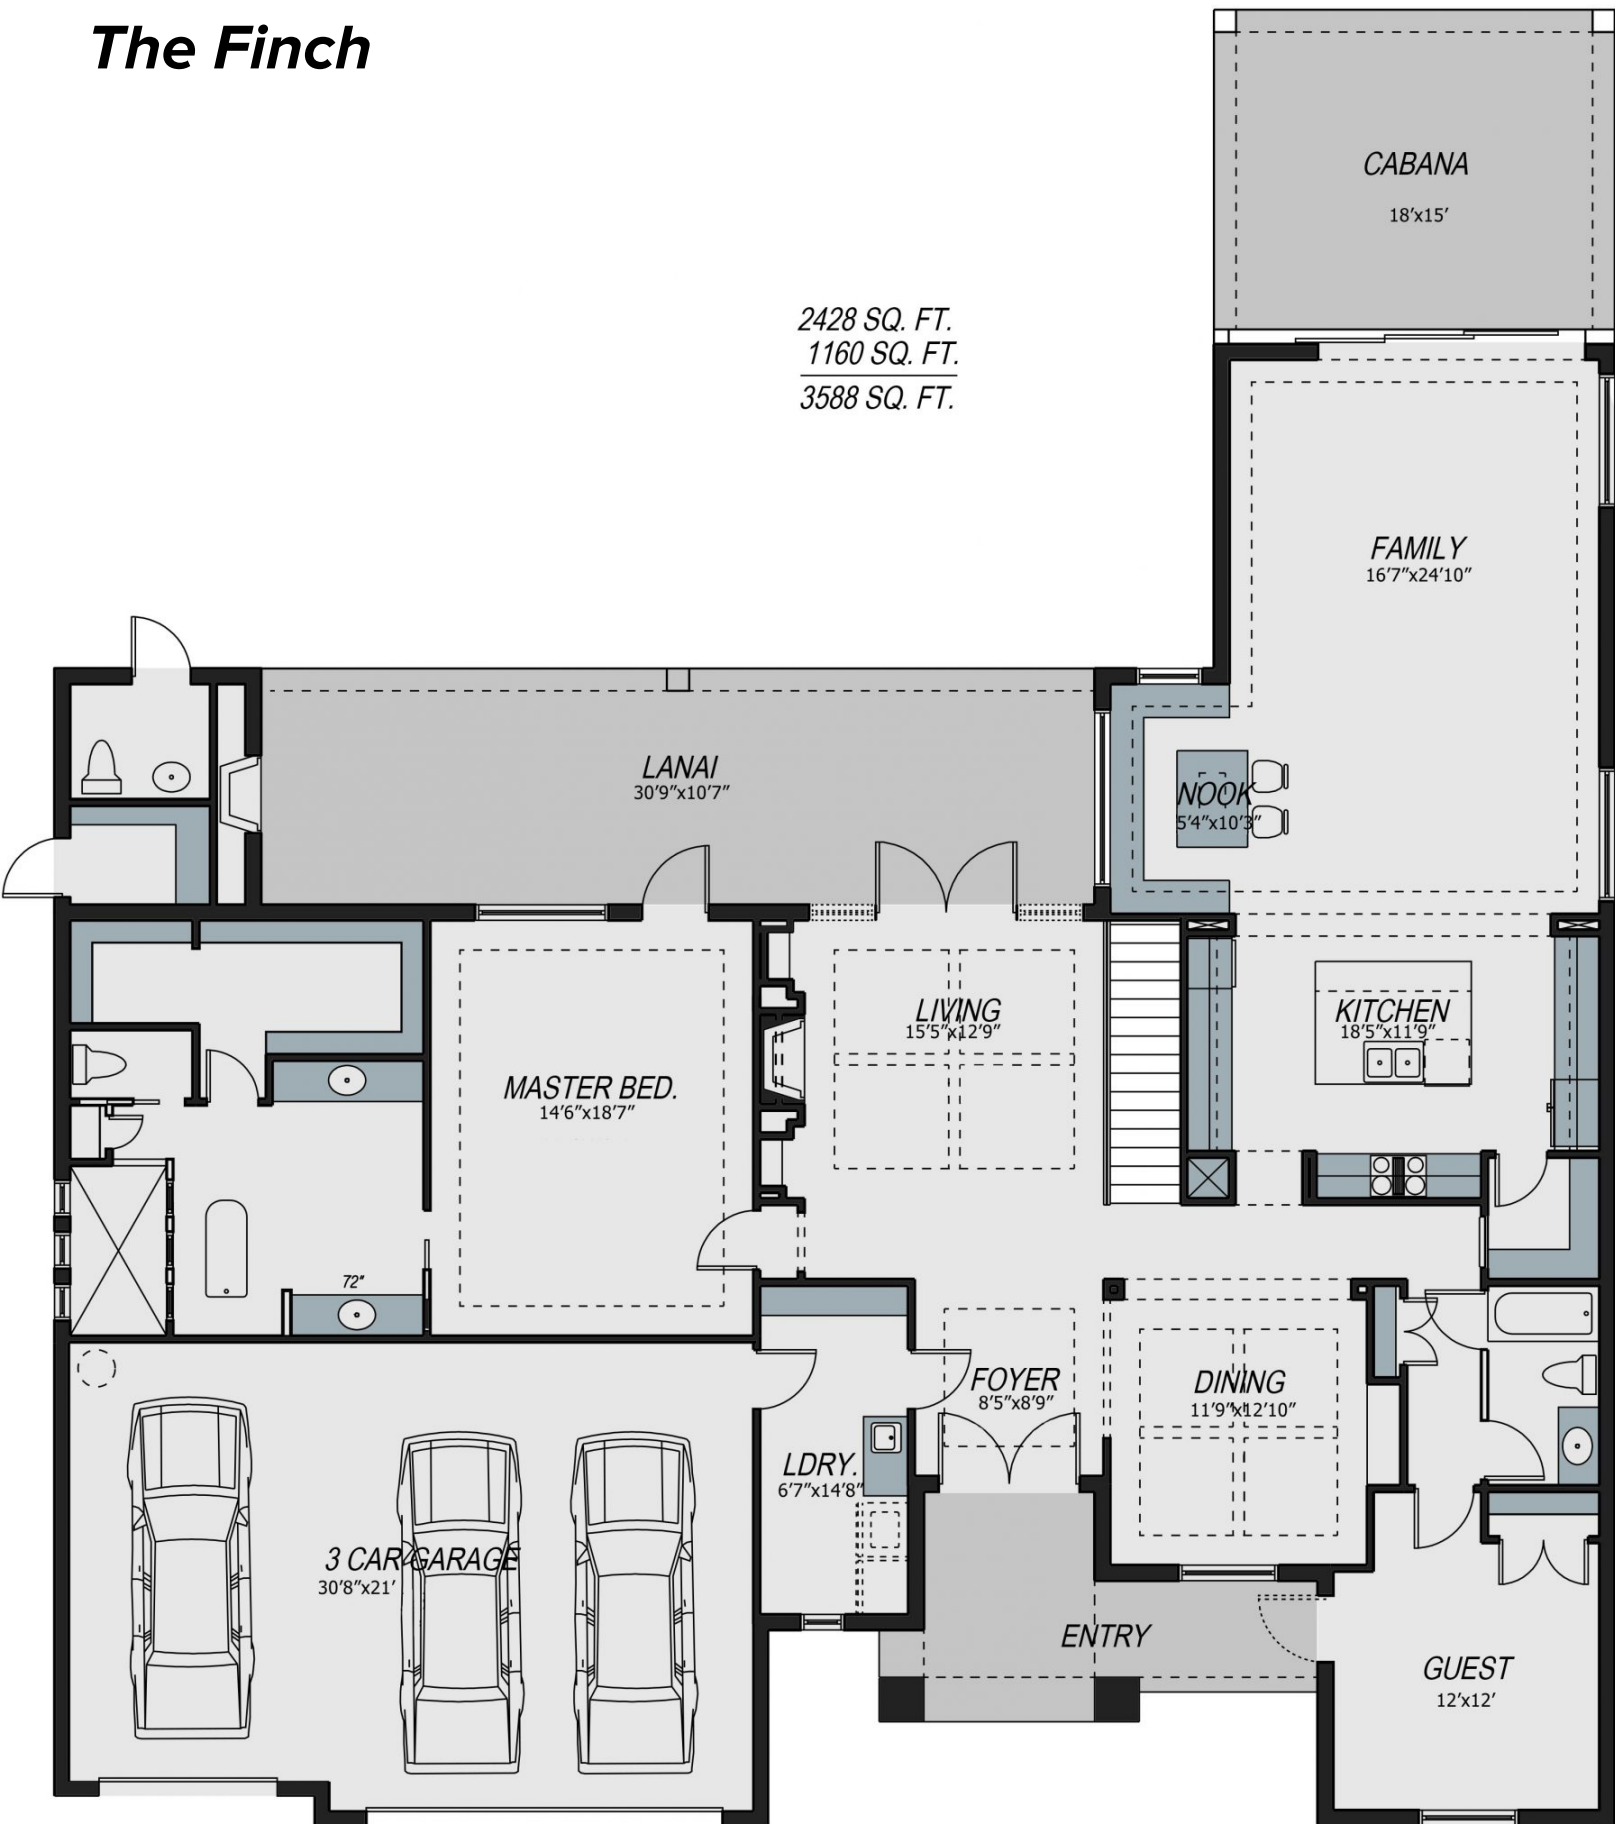 The Finch
CABANA
18'x15'
2428 SQ. FT.
1160 SQ. FT.
3588 SQ. FT.
FAMILY
16'7"x24'10"
LANAI
30'9"x10'7"
NOOK
5'4"x10'3"
LIVING
15'5"x12'9"
KITCHEN
18'5"x11'9"
MASTER BED.
14'6"x18'7"
72"
FOYER
8'5"x8'9"
DINING
11'9"x12'10"
LDRY.
6'7"x14'8"
3 CAR GARAGE
30'8"x21'
ENTRY
GUEST
12'x12'